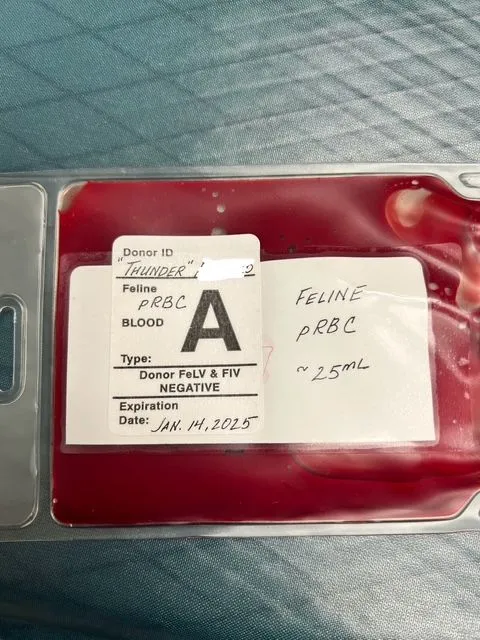 Donor ID
"THUNDER"
Feline
pRBC
BLOOD
A
Type:
Donor FeLV & FIV
NEGATIVE
Expiration
Date: JAN. 14, 2025
FELINE
pRBC
~ 25mL